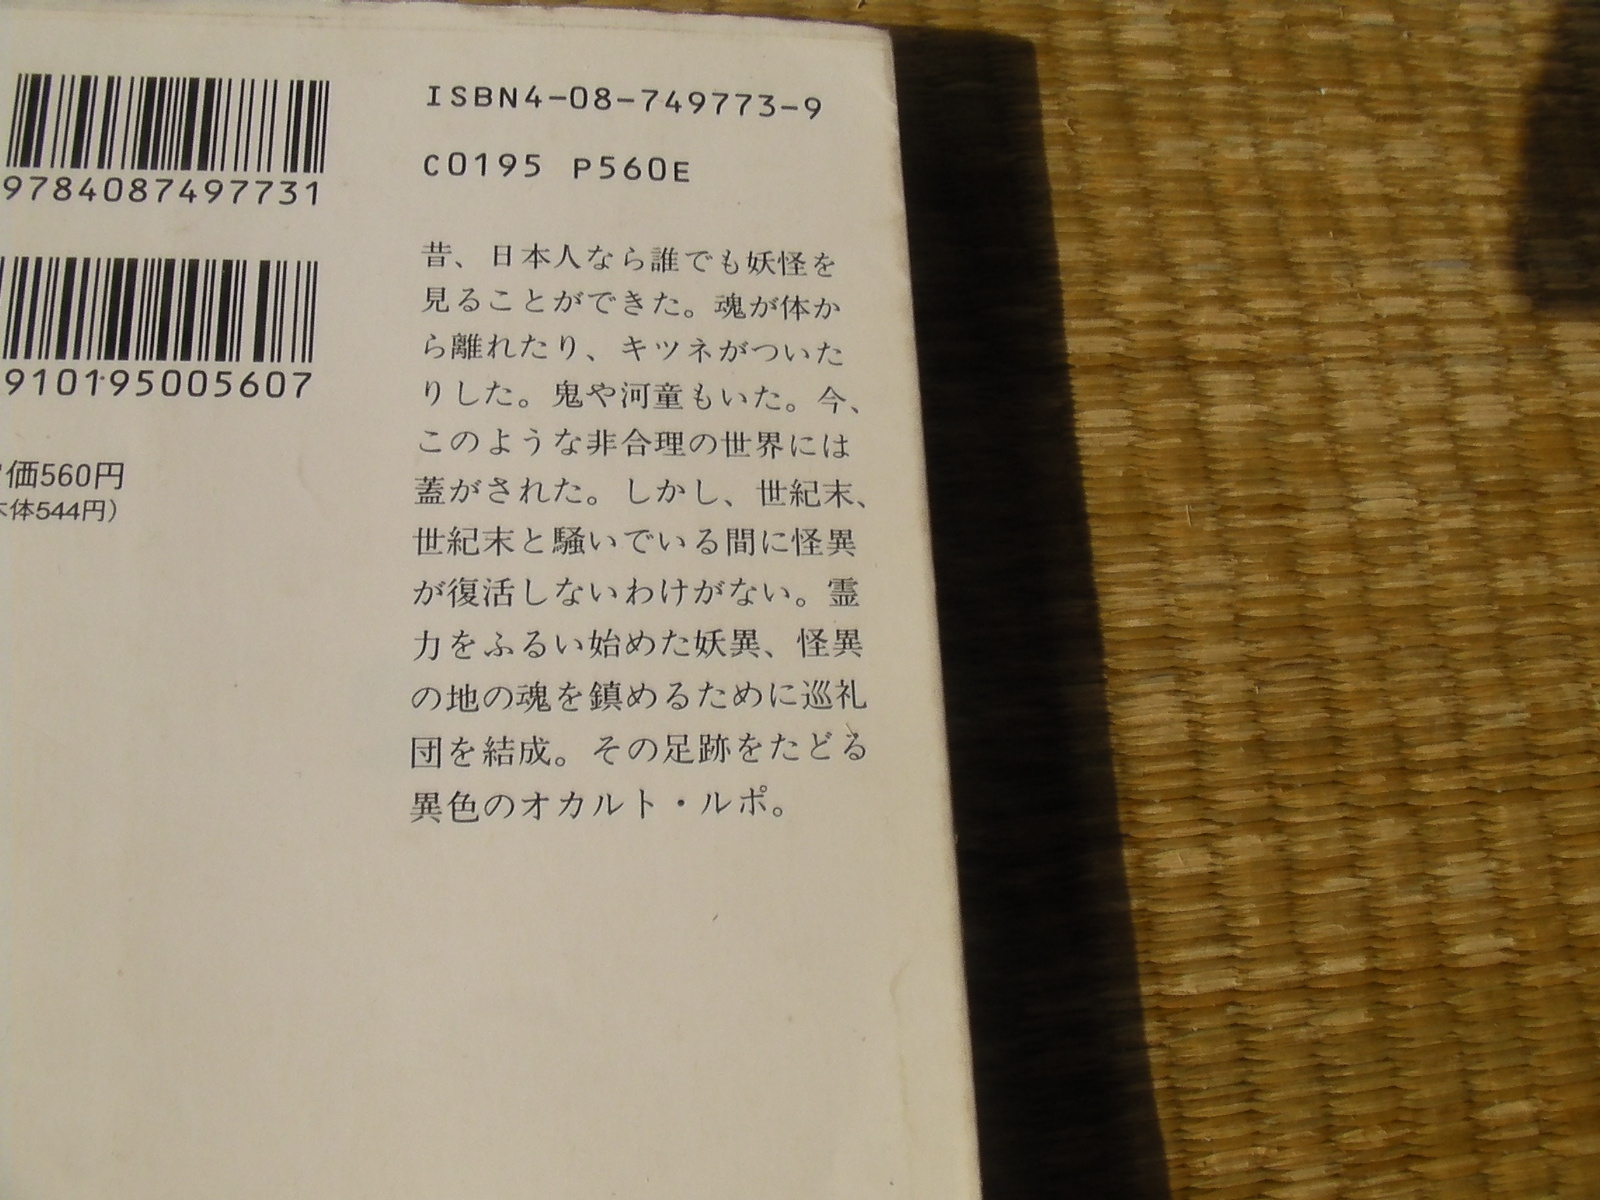 9784087497731
9101195005607
価560円
体544円)
ISBN4-08-749773-9
C0195 P560E
昔、日本人なら誰でも妖怪を
見ることができた。魂が体か
ら離れたり、キツネがついた
りした。鬼や河童もいた。今、
このような非合理の世界には
蓋がされた。しかし、世紀末、
世紀末と騒いでいる間に怪異
が復活しないわけがない。霊
力をふるい始めた妖異、怪異
の地の魂を鎮めるために巡礼
団を結成。その足跡をたどる
異色のオカルト・ルポ。